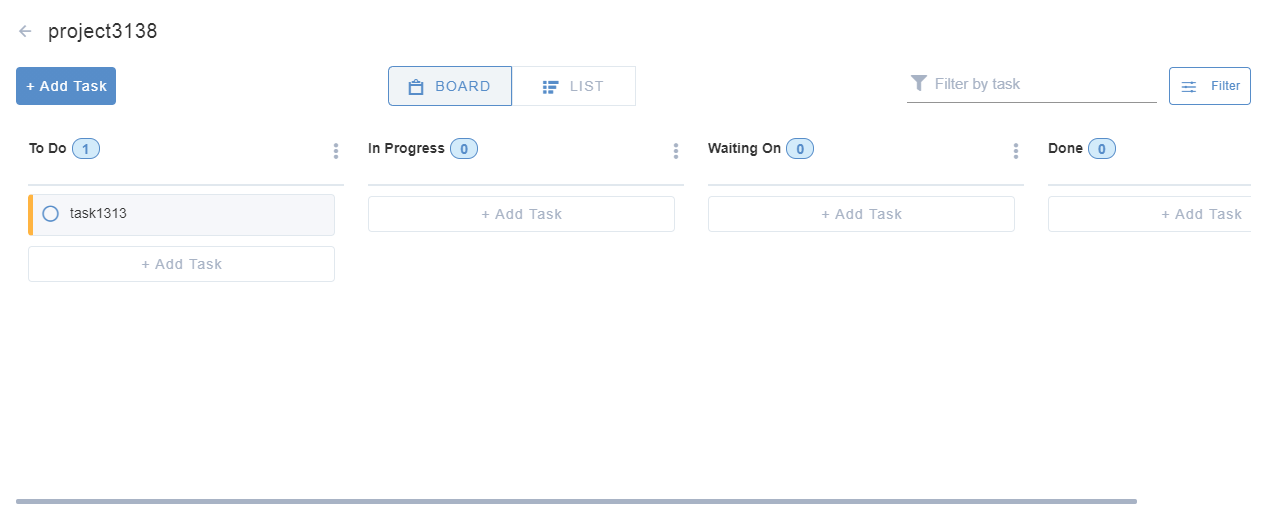 project3138
+ Add Task
BOARD
LIST
Filter by task
Filter
To Do 1
In Progress 0
Waiting On 0
Done 0
task1313
+ Add Task
+ Add Task
+ Add Task
+ Add Task